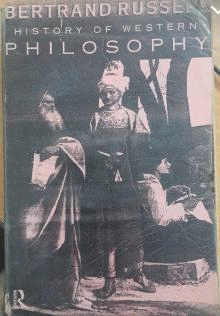 BERTRAND RUSSE
HISTORY OF WESTERN
PHILOSOPHY
R